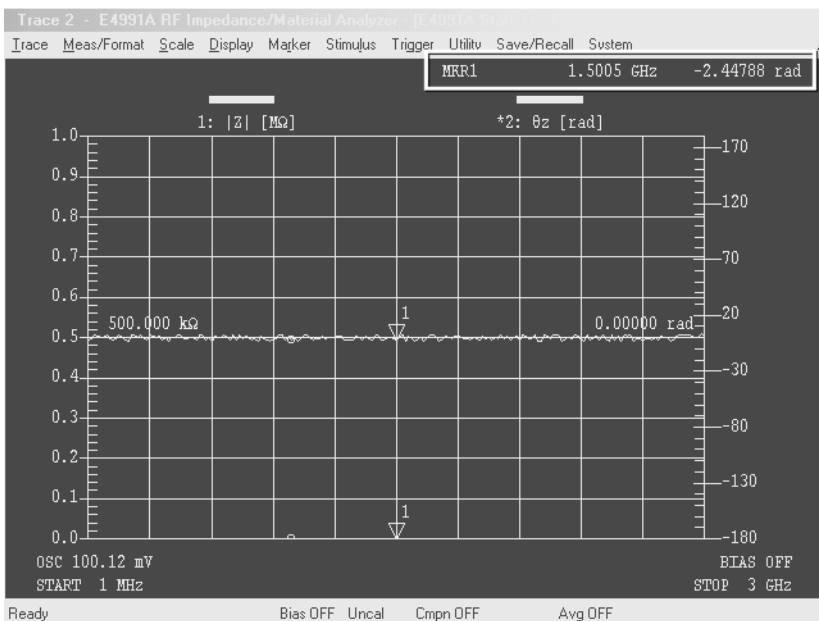 Trace 2 - E4991A RF Impedance/Material Analyzer - [E4991A
Trace Meas/Format Scale Display Marker Stimulus Trigger Utility Save/Recall System
MKR1 1.5005 GHz -2.44788 rad
1: |Z| [MΩ] *2: θz [rad]
1.0 170
0.9
0.8 120
0.7 70
0.6
500.000 kΩ 1 0.00000 rad 20
0.5
0.4 -30
0.3 -80
0.2
0.1 -130
1
0.0 -180
OSC 100.12 mV BIAS OFF
START 1 MHz STOP 3 GHz
Ready Bias OFF Uncal Cmpn OFF Avg OFF